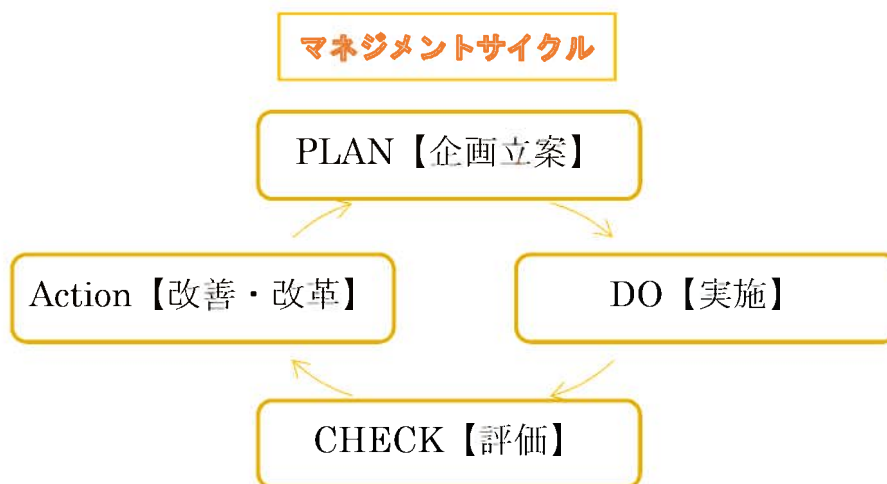 マネジメントサイクル
PLAN【企画立案】
Action【改善・改革】
DO【実施】
CHECK【評価】